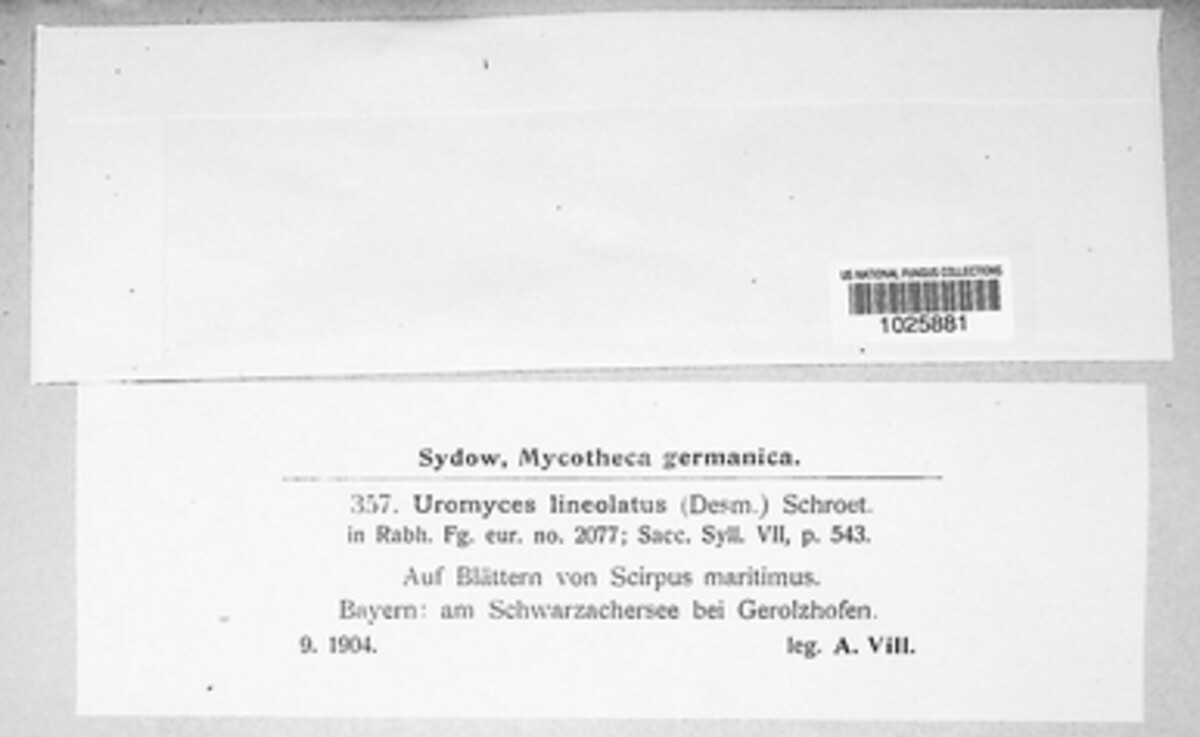 US NATIONAL FUNGUS COLLECTIONS
1025881
Sydow, Mycotheca germanica.
357. Uromyces lineolatus (Desm.) Schroet.
in Rabh. Fg. eur. no. 2077; Sacc. Syll. VII, p. 543.
Auf Blättern von Scirpus maritimus.
Bayern: am Schwarzachersee bei Gerolzhofen.
9. 1904. leg. A. Vill.